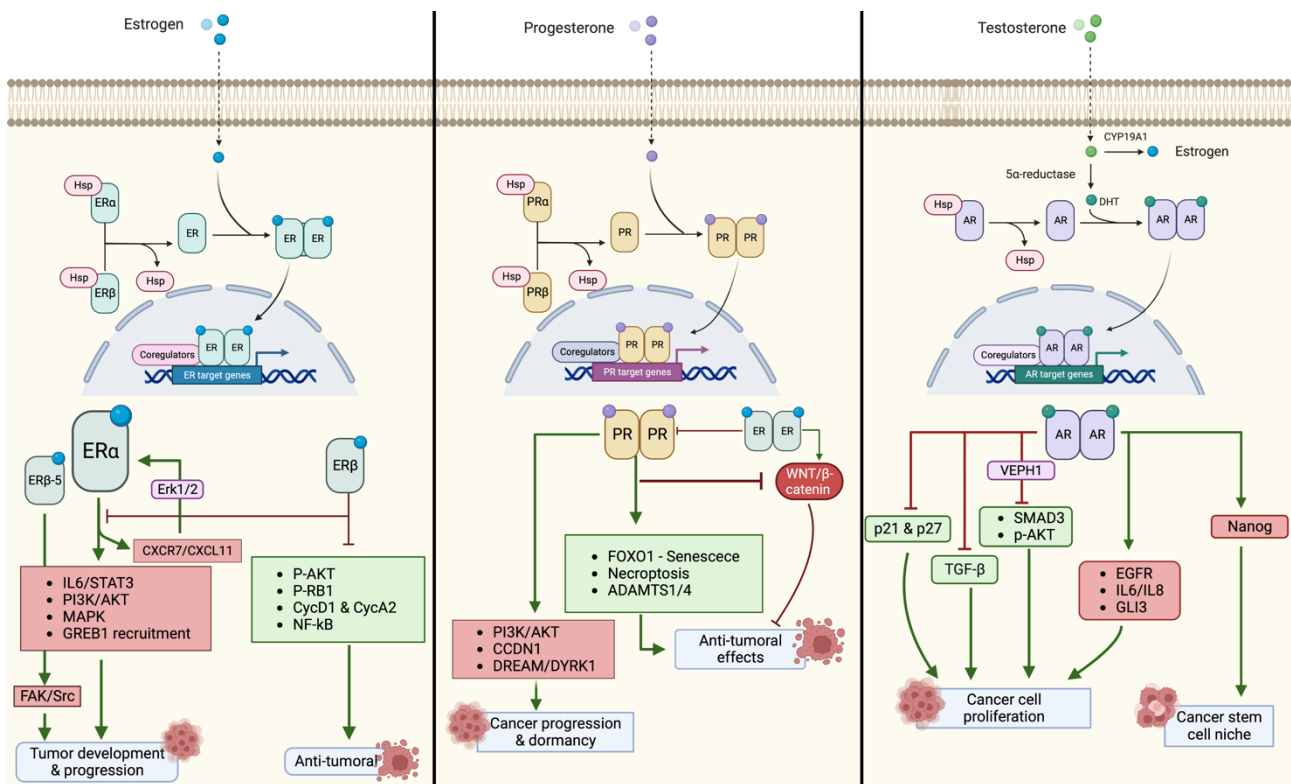 Estrogen
Hsp
ERα
Hsp
ERβ
Hsp
ER
ER ER
Coregulators
ER ER
ER target genes
ERα
ERβ-5
Erk1/2
ERβ
CXCR7/CXCL11
• IL6/STAT3
• PI3K/AKT
• MAPK
• GREB1 recruitment
• P-AKT
• P-RB1
• CycD1 & CycA2
• NF-kB
FAK/Src
Tumor development
& progression
Anti-tumoral
Progesterone
Hsp
PRα
Hsp
PRβ
Hsp
PR
PR PR
Coregulators
PR PR
PR target genes
PR PR
ER ER
WNT/β-
catenin
• FOXO1 - Senescece
• Necroptosis
• ADAMTS1/4
• PI3K/AKT
• CCDN1
• DREAM/DYRK1
Anti-tumoral
effects
Cancer progression
& dormancy
Testosterone
CYP19A1
Estrogen
5α-reductase
DHT
Hsp
AR
Hsp
AR
AR AR
Coregulators
AR AR
AR target genes
AR AR
VEPH1
p21 & p27
• SMAD3
• p-AKT
TGF-β
Nanog
• EGFR
• IL6/IL8
• GLI3
Cancer cell
proliferation
Cancer stem
cell niche